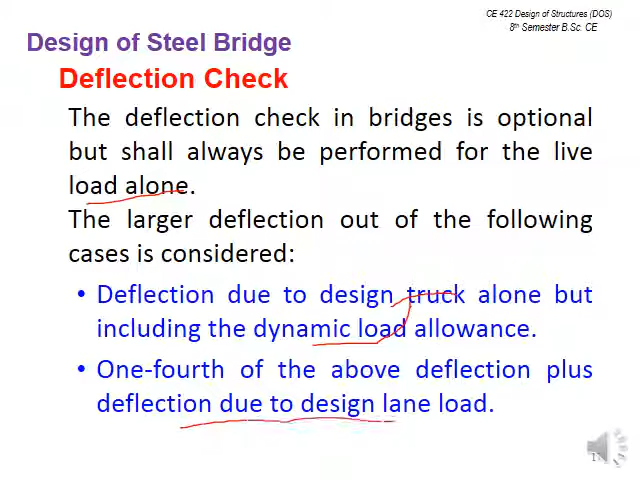 CE 422 Design of Structures (DOS)
8th Semester B.Sc. CE
Design of Steel Bridge
Deflection Check
The deflection check in bridges is optional
but shall always be performed for the live
load alone.
The larger deflection out of the following
cases is considered:
• Deflection due to design truck alone but
including the dynamic load allowance.
• One-fourth of the above deflection plus
deflection due to design lane load.